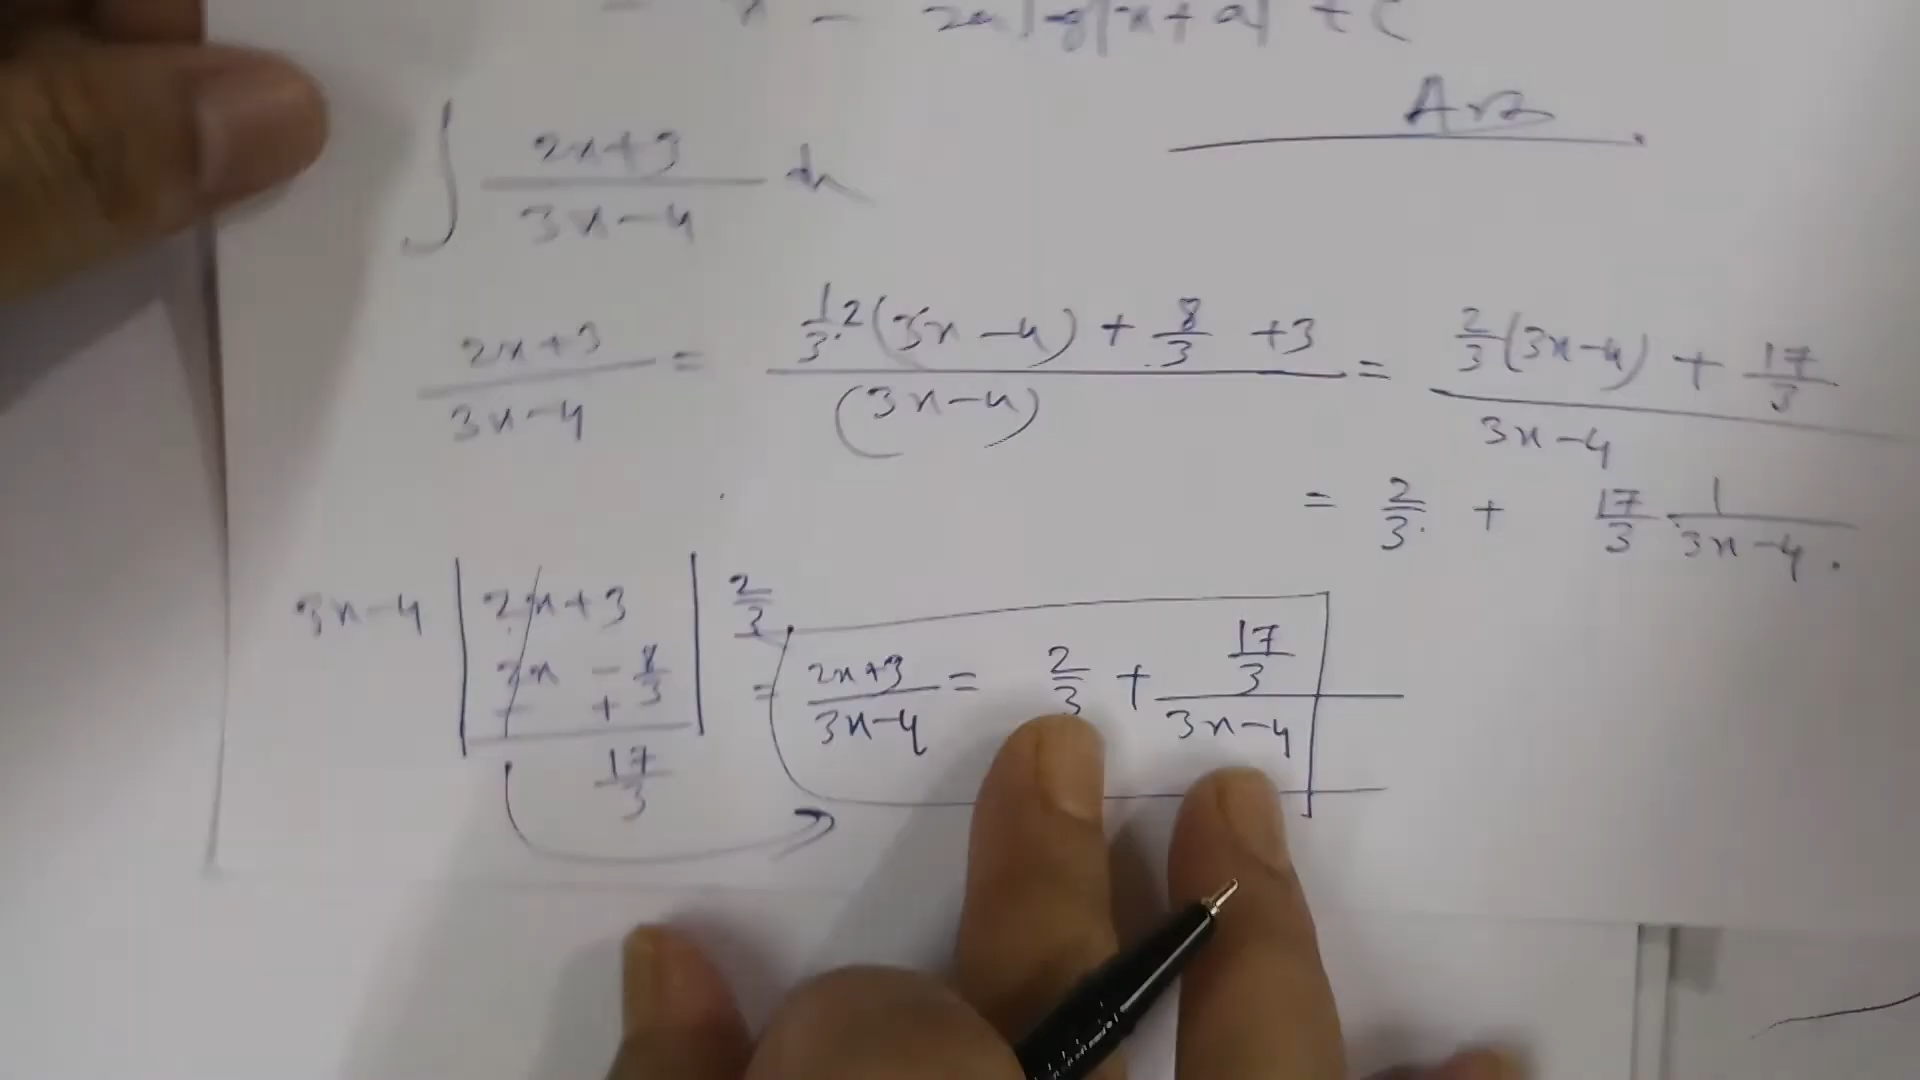 - x - 2a log|x+a| + C
Ans
∫ (2x+3)/(3x-4) dx
(2x+3)/(3x-4) = (1/3·2(3x-4) + 8/3 + 3)/(3x-4) = (2/3(3x-4) + 17/3)/(3x-4)
= 2/3 + 17/3 1/(3x-4).
3x-4 | 2x+3 | 2/3
2x - 8/3
- +
17/3
= (2x+3)/(3x-4) = 2/3 + (17/3)/(3x-4)